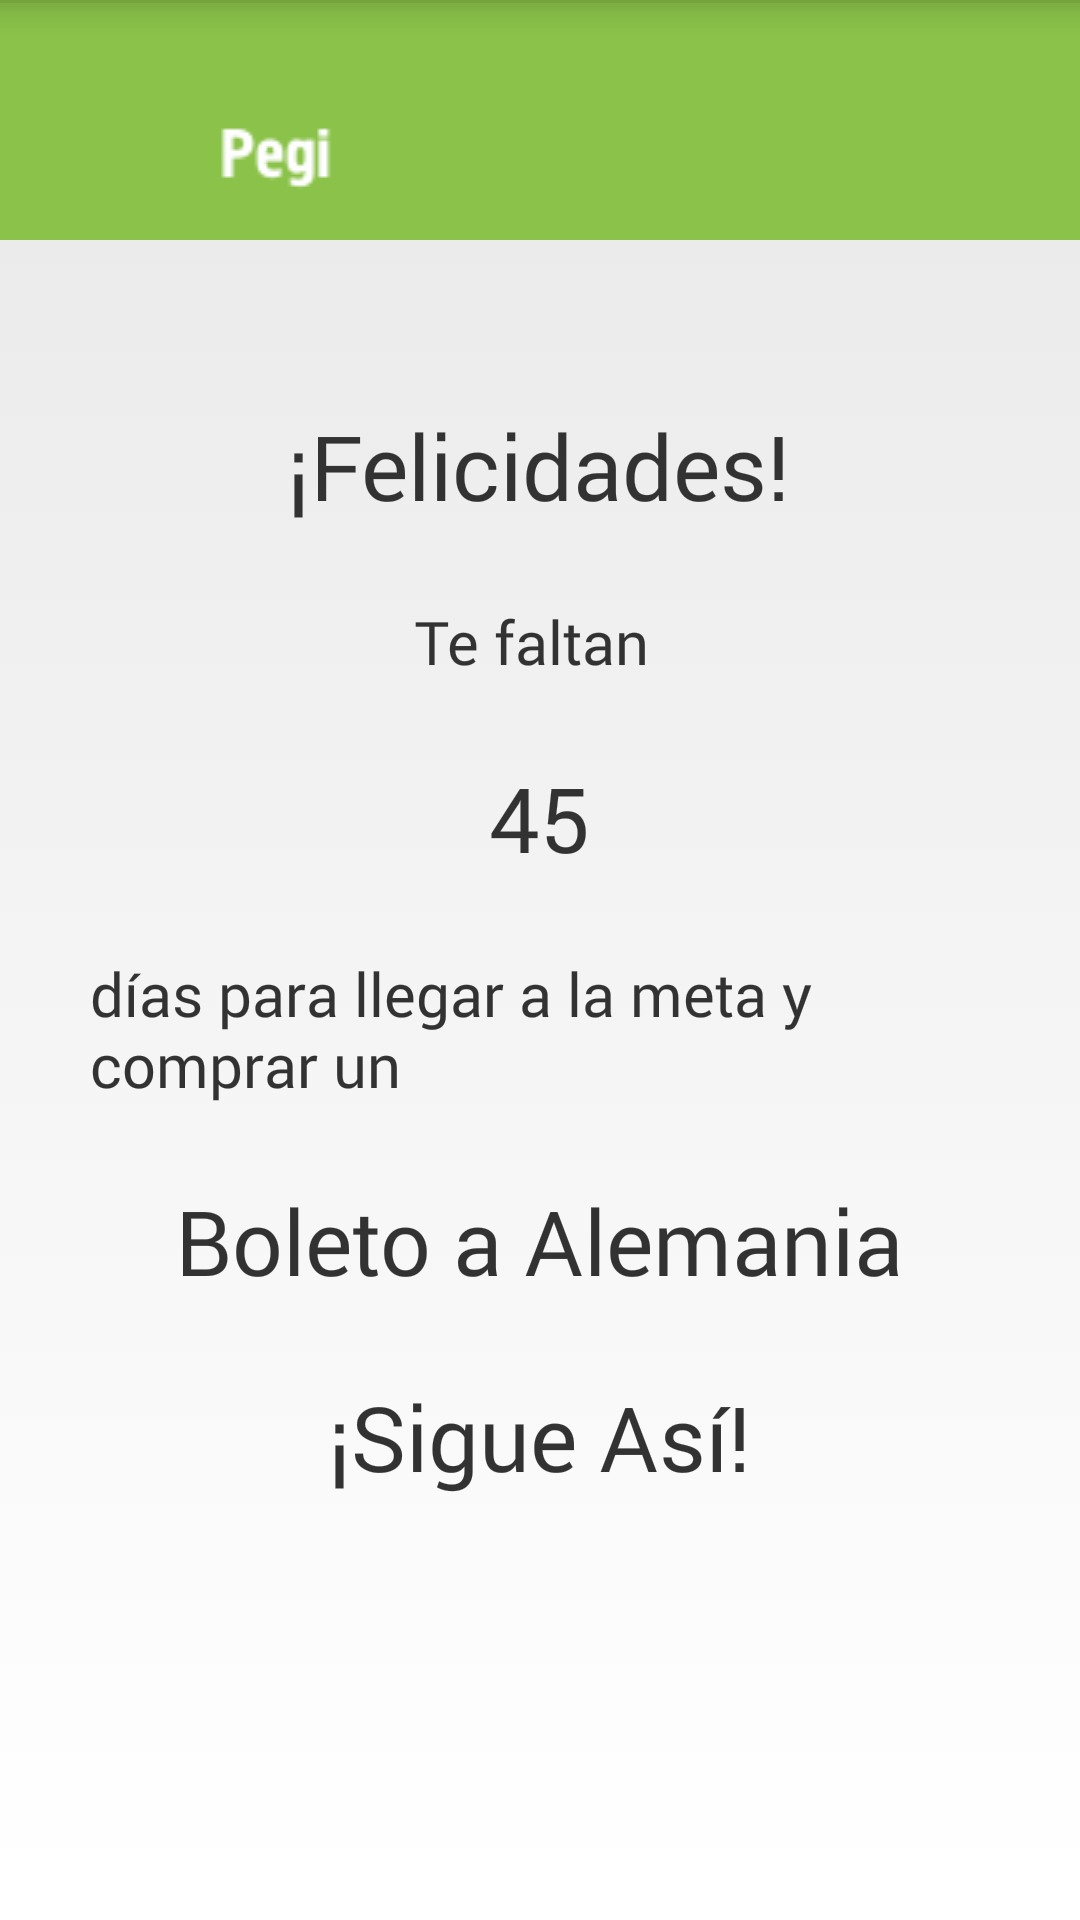 Pegi
¡Felicidades!
Te faltan
45
días para llegar a la meta y
comprar un
Boleto a Alemania
¡Sigue Así!